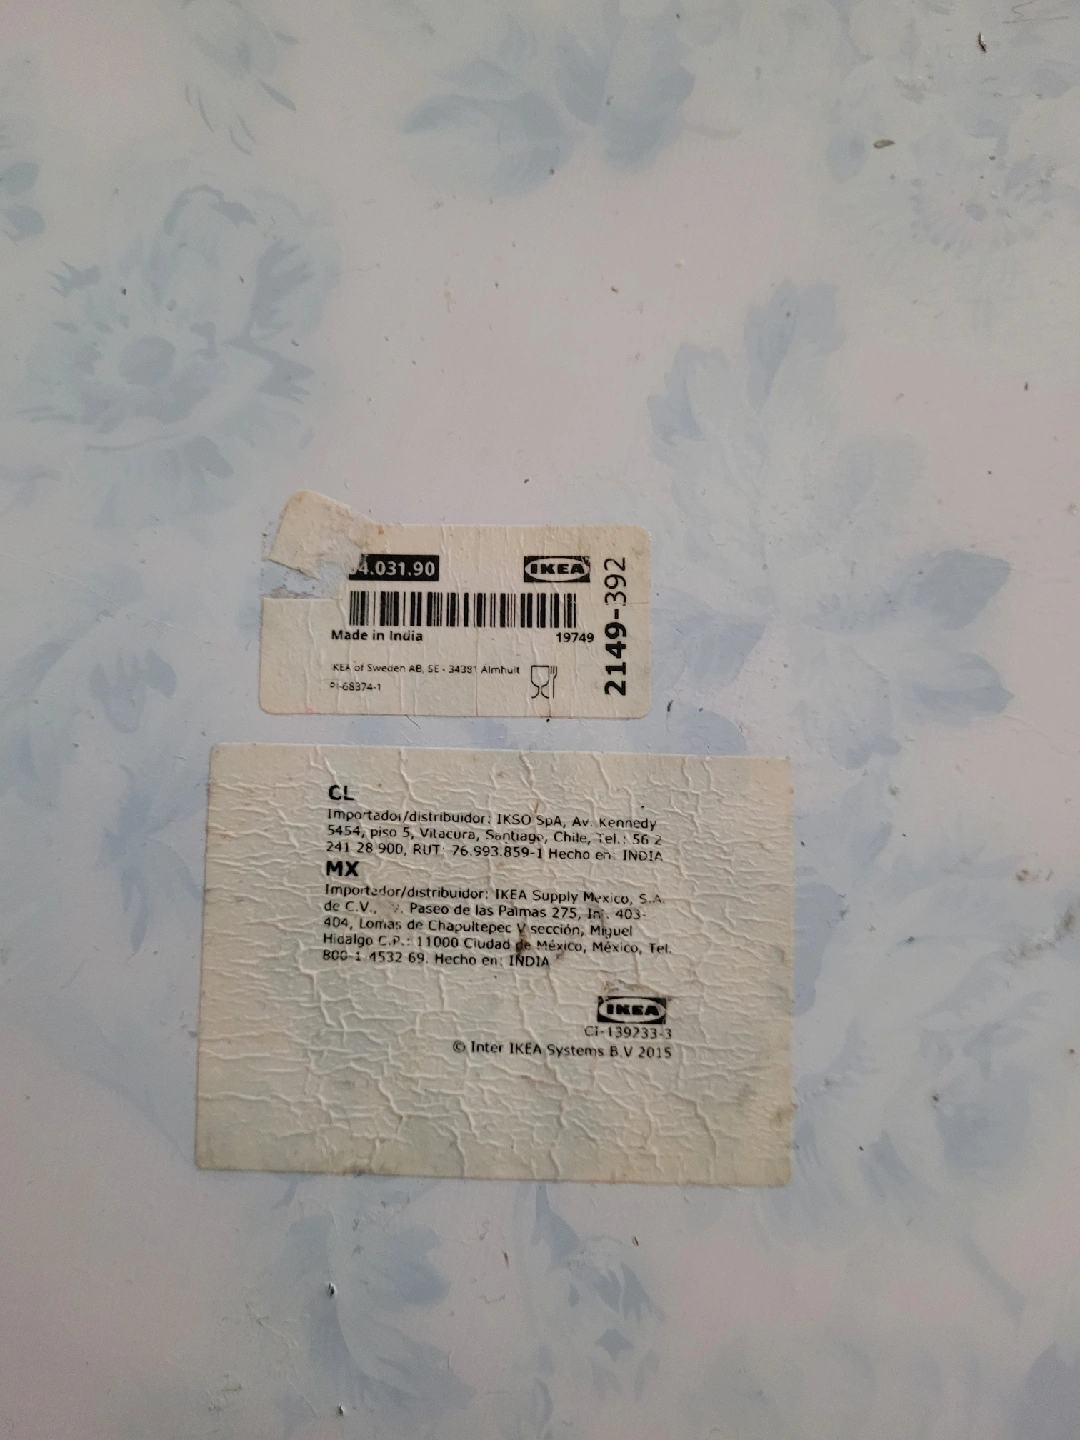 4.031.90
IKEA
Made in India
19749
2149-392
IKEA of Sweden AB, SE - 34381 Älmhult
PI-68374-1
CL
Importador/distribuidor: IKSO SpA, Av. Kennedy
5454, piso 5, Vitacura, Santiago, Chile, Tel.: 56 2
241 28 900, RUT: 76.993.859-1 Hecho en: INDIA
MX
Importador/distribuidor: IKEA Supply Mexico, S.A.
de C.V., Paseo de las Palmas 275, Int. 403-
404, Lomas de Chapultepec V sección, Miguel
Hidalgo C.P.: 11000 Ciudad de México, México, Tel.
800-1 4532 69. Hecho en: INDIA
IKEA
CI-139233-3
© Inter IKEA Systems B.V 2015